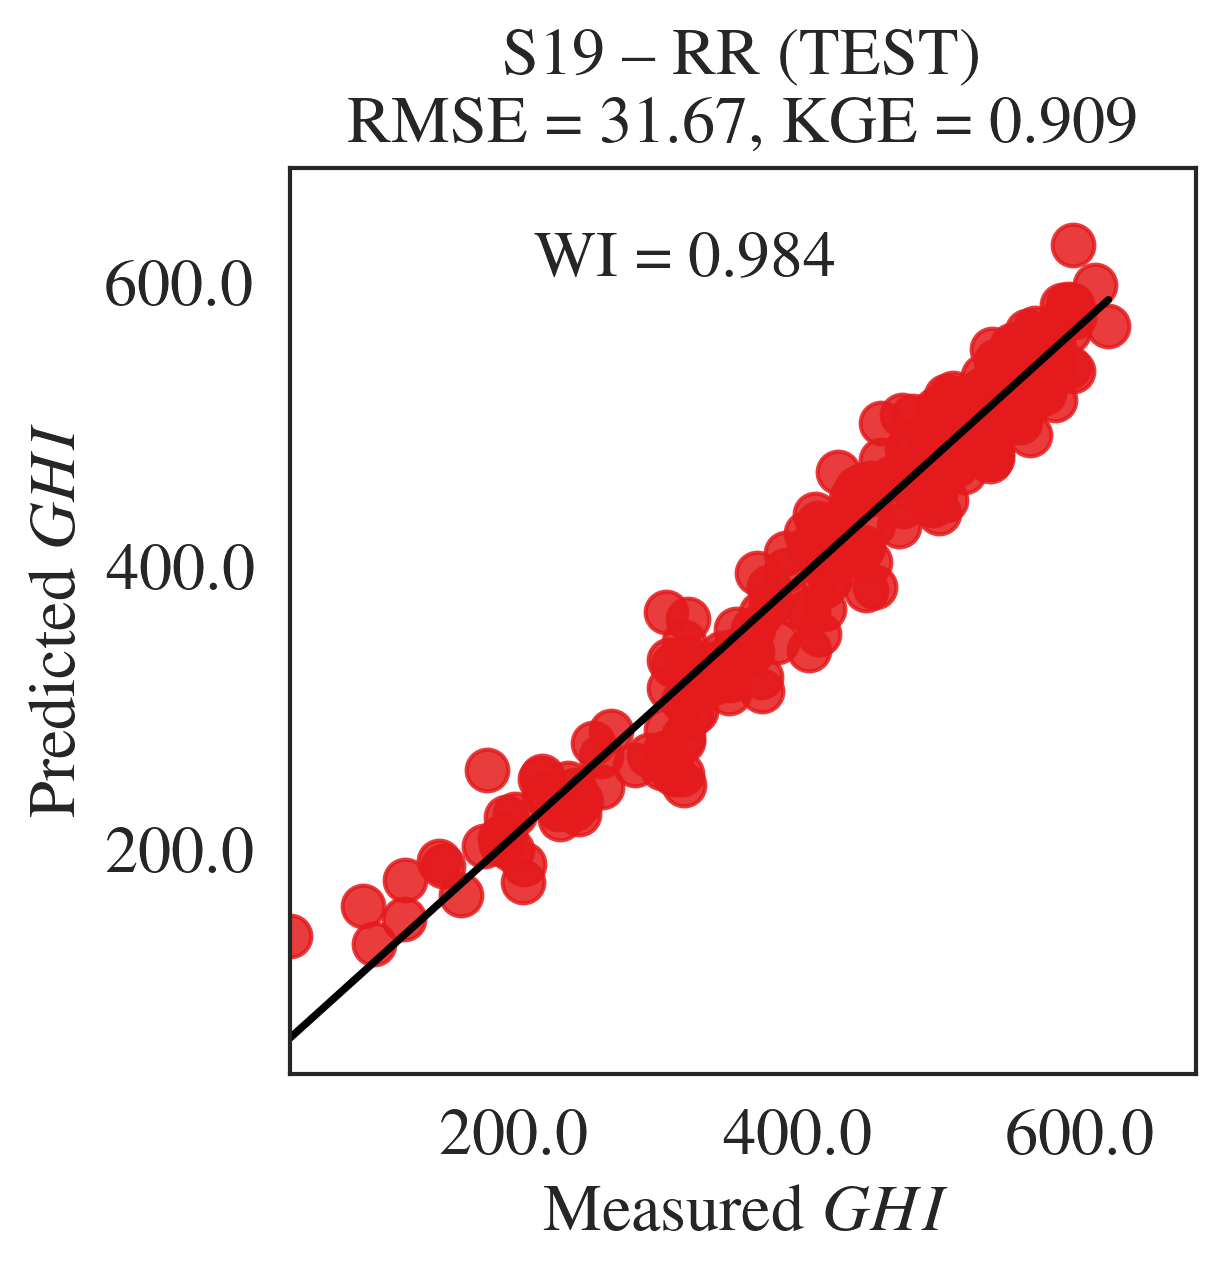 S19 – RR (TEST)
RMSE = 31.67, KGE = 0.909
WI = 0.984
600.0
400.0
200.0
Predicted GHI
200.0 400.0 600.0
Measured GHI